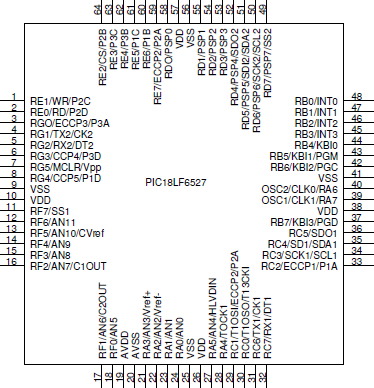 64 63 62 61 60 59 58 57 56 55 54 53 52 51 50 49
RE2/CS/P2B
RE3/P3C
RE4/P3B
RE5/P1C
RE6/P1B
RE7/ECCP2/P2A
RDO/PSP0
VDD
VSS
RD1/PSP1
RD2/PSP2
RD3/PSP3
RD4/PSP4/SDO2
RD5/PSP5/SDI2/SDA2
RD6/PSP6/SCK2/SCL2
RD7/PSP7/SS2
1 RE1/WR/P2C
2 RE0/RD/P2D
3 RGO/ECCP3/P3A
4 RG1/TX2/CK2
5 RG2/RX2/DT2
6 RG3/CCP4/P3D
7 RG5/MCLR/Vpp
8 RG4/CCP5/P1D
9 VSS
10 VDD
11 RF7/SS1
12 RF6/AN11
13 RF5/AN10/CVref
14 RF4/AN9
15 RF3/AN8
16 RF2/AN7/C1OUT
PIC18LF6527
RB0/INT0 48
RB1/INT1 47
RB2/INT2 46
RB3/INT3 45
RB4/KBI0 44
RB5/KBI1/PGM 43
RB6/KBI2/PGC 42
VSS 41
OSC2/CLK0/RA6 40
OSC1/CLK1/RA7 39
VDD 38
RB7/KBI3/PGD 37
RC5/SDO1 36
RC4/SD1/SDA1 35
RC3/SCK1/SCL1 34
RC2/ECCP1/P1A 33
RF1/AN6/C2OUT
RF0/AN5
AVDD
AVSS
RA3/AN3/Vref+
RA2/AN2/Vref-
RA1/AN1
RA0/AN0
VSS
VDD
RA5/AN4/HLVDIN
RA4/TOCK1
RC1/T1OSI/ECCP2/P2A
RC0/T1OSO/T13CKI
RC6/TX1/CK1
RC7/RX1/DT1
17 18 19 20 21 22 23 24 25 26 27 28 29 30 31 32